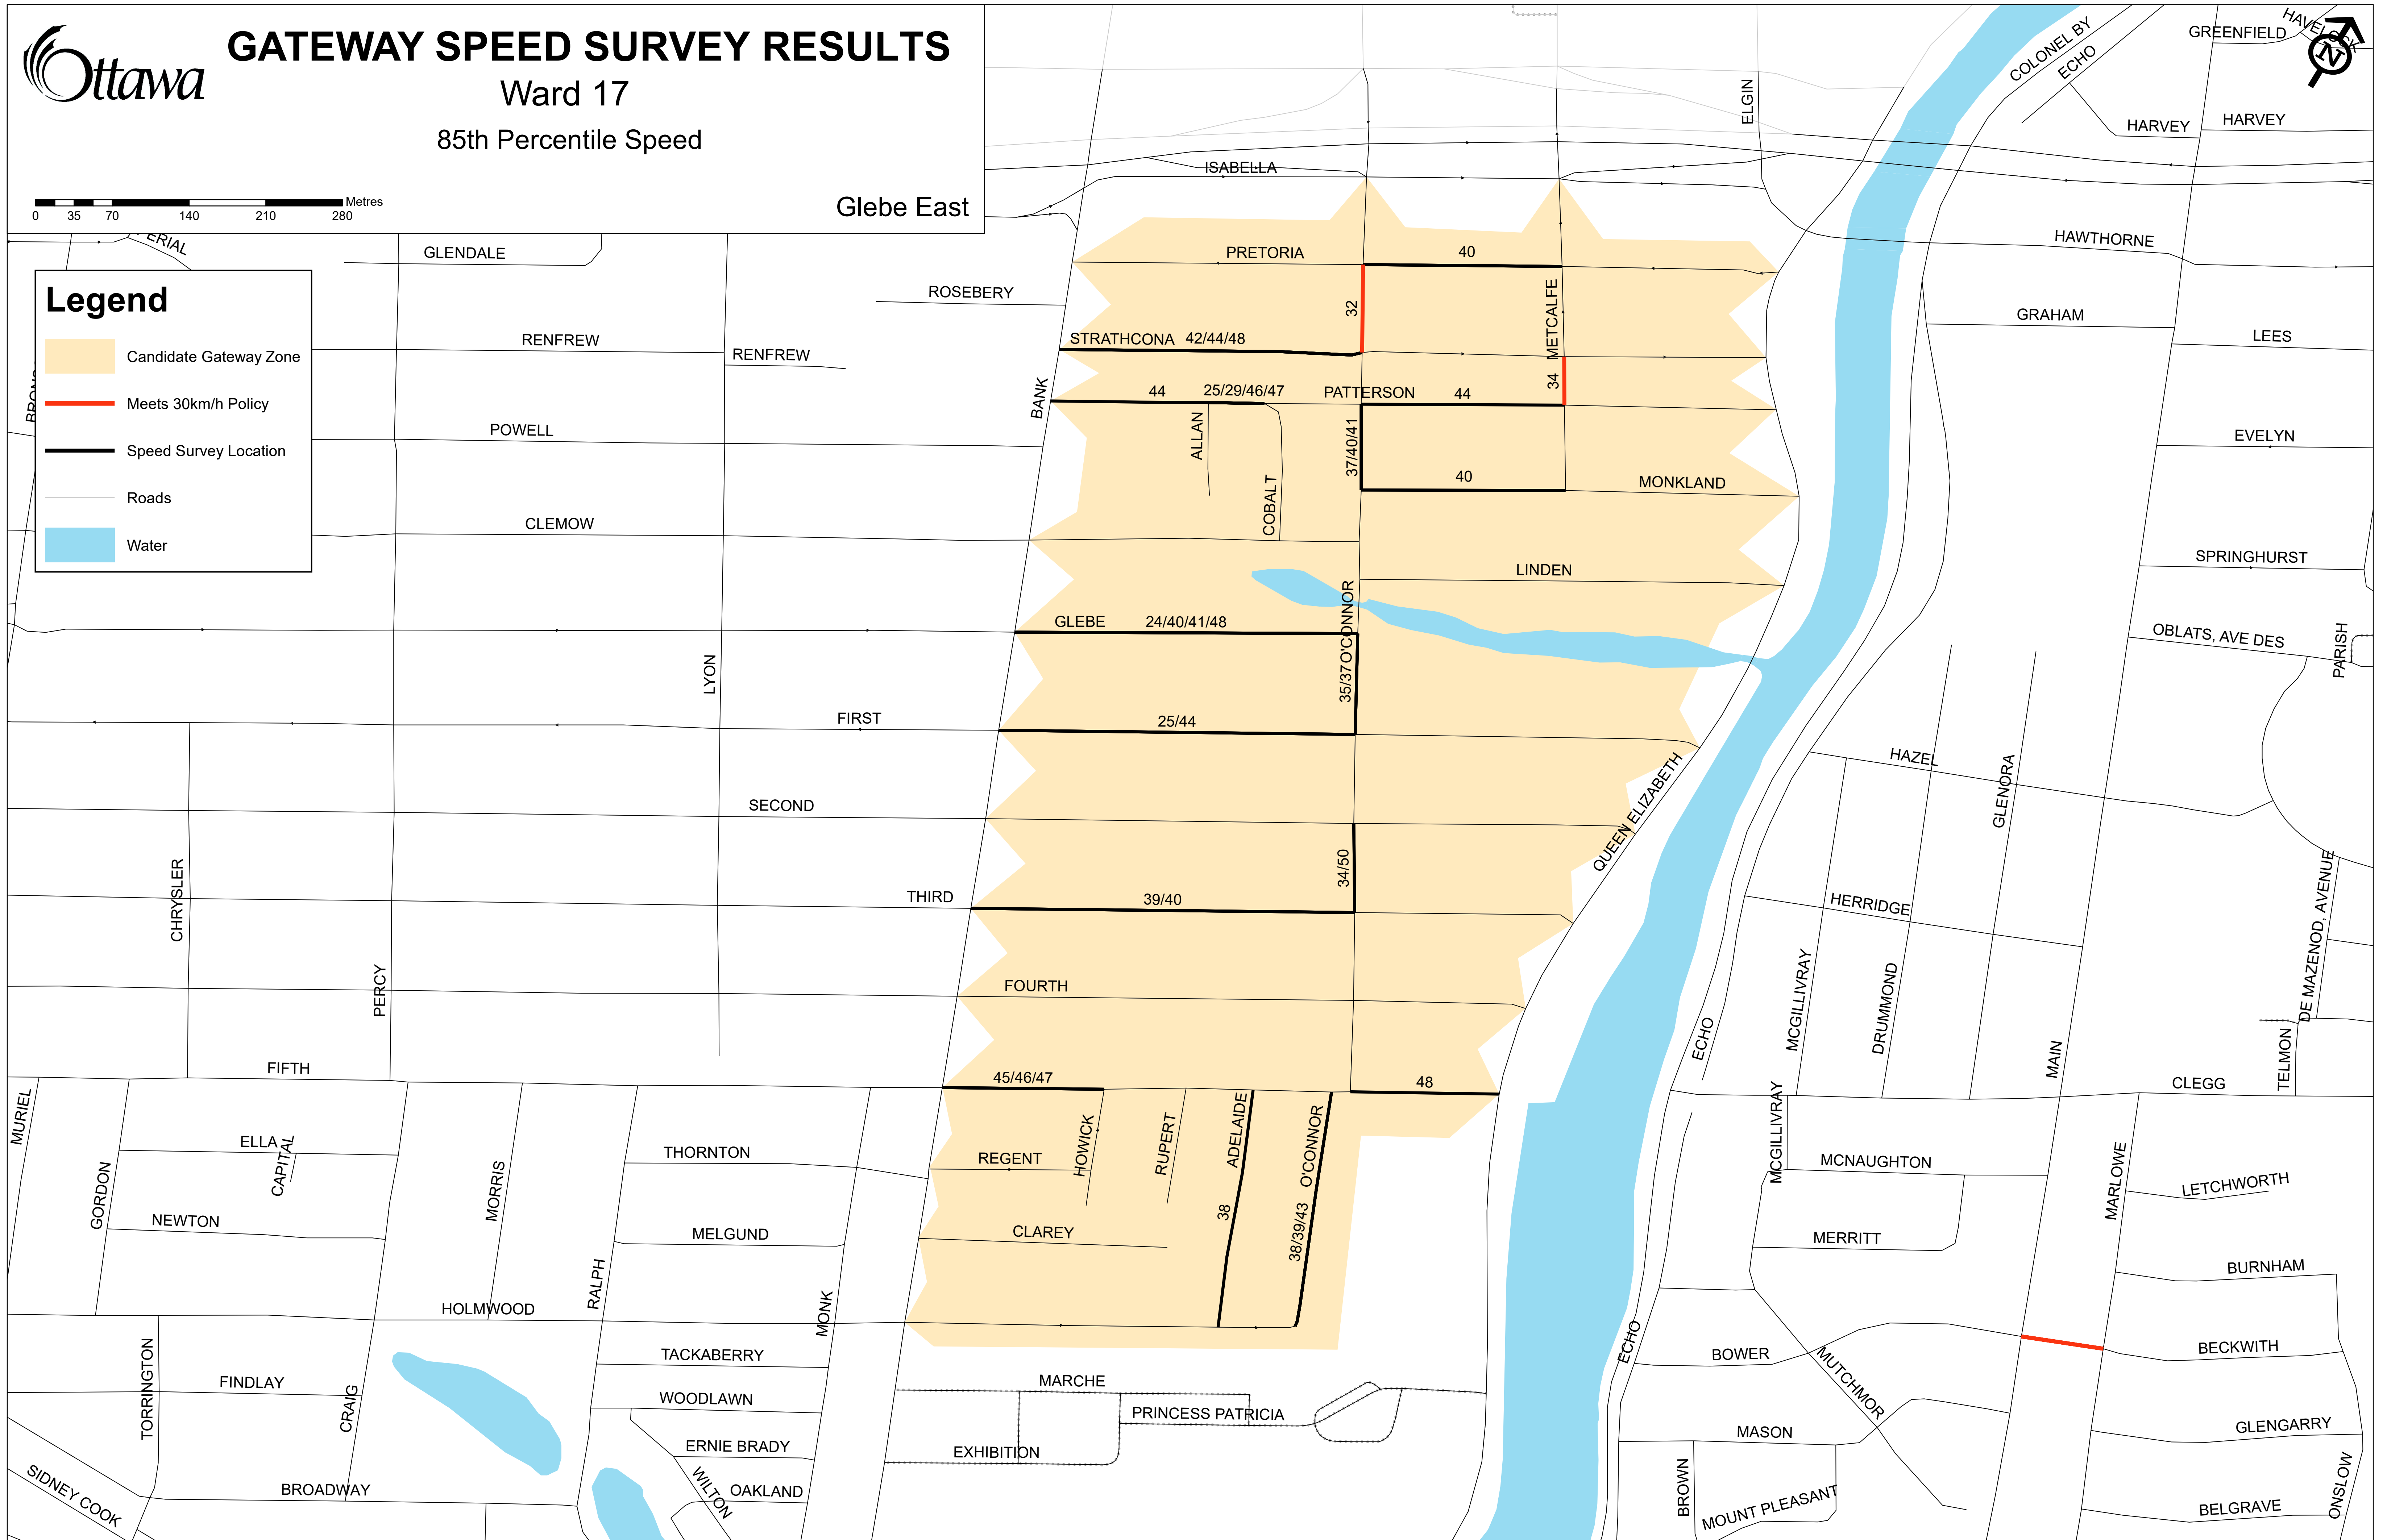 Ottawa
GATEWAY SPEED SURVEY RESULTS
Ward 17
85th Percentile Speed
Glebe East
Metres
0 35 70 140 210 280
Legend
Candidate Gateway Zone
Meets 30km/h Policy
Speed Survey Location
Roads
Water
N
HAVELOCK
GREENFIELD
COLONEL BY
ECHO
ELGIN
HARVEY
HARVEY
ISABELLA
HAWTHORNE
GLENDALE
PRETORIA
40
ROSEBERY
32
METCALFE
GRAHAM
LEES
RENFREW
RENFREW
STRATHCONA
42/44/48
BANK
44
25/29/46/47
PATTERSON
44
34
POWELL
ALLAN
37/40/41
EVELYN
COBALT
40
MONKLAND
CLEMOW
LINDEN
SPRINGHURST
GLEBE
24/40/41/48
O'CONNOR
35/37
OBLATS, AVE DES
PARISH
LYON
FIRST
25/44
QUEEN ELIZABETH
HAZEL
GLENORA
SECOND
CHRYSLER
34/50
THIRD
39/40
HERRIDGE
DE MAZENOD, AVENUE
PERCY
FOURTH
MCGILLIVRAY
DRUMMOND
ECHO
MAIN
TELMON
FIFTH
45/46/47
48
CLEGG
MURIEL
ELLA
CAPITAL
GORDON
MORRIS
THORNTON
REGENT
HOWICK
RUPERT
ADELAIDE
O'CONNOR
MCGILLIVRAY
MCNAUGHTON
MARLOWE
LETCHWORTH
NEWTON
MELGUND
CLAREY
38
38/39/43
MERRITT
RALPH
BURNHAM
HOLMWOOD
MONK
ECHO
TORRINGTON
TACKABERRY
BOWER
BECKWITH
FINDLAY
CRAIG
MARCHE
MUTCHMOR
WOODLAWN
PRINCESS PATRICIA
GLENGARRY
ERNIE BRADY
EXHIBITION
MASON
SIDNEY COOK
BROADWAY
WILTON
OAKLAND
BROWN
MOUNT PLEASANT
BELGRAVE
ONSLOW